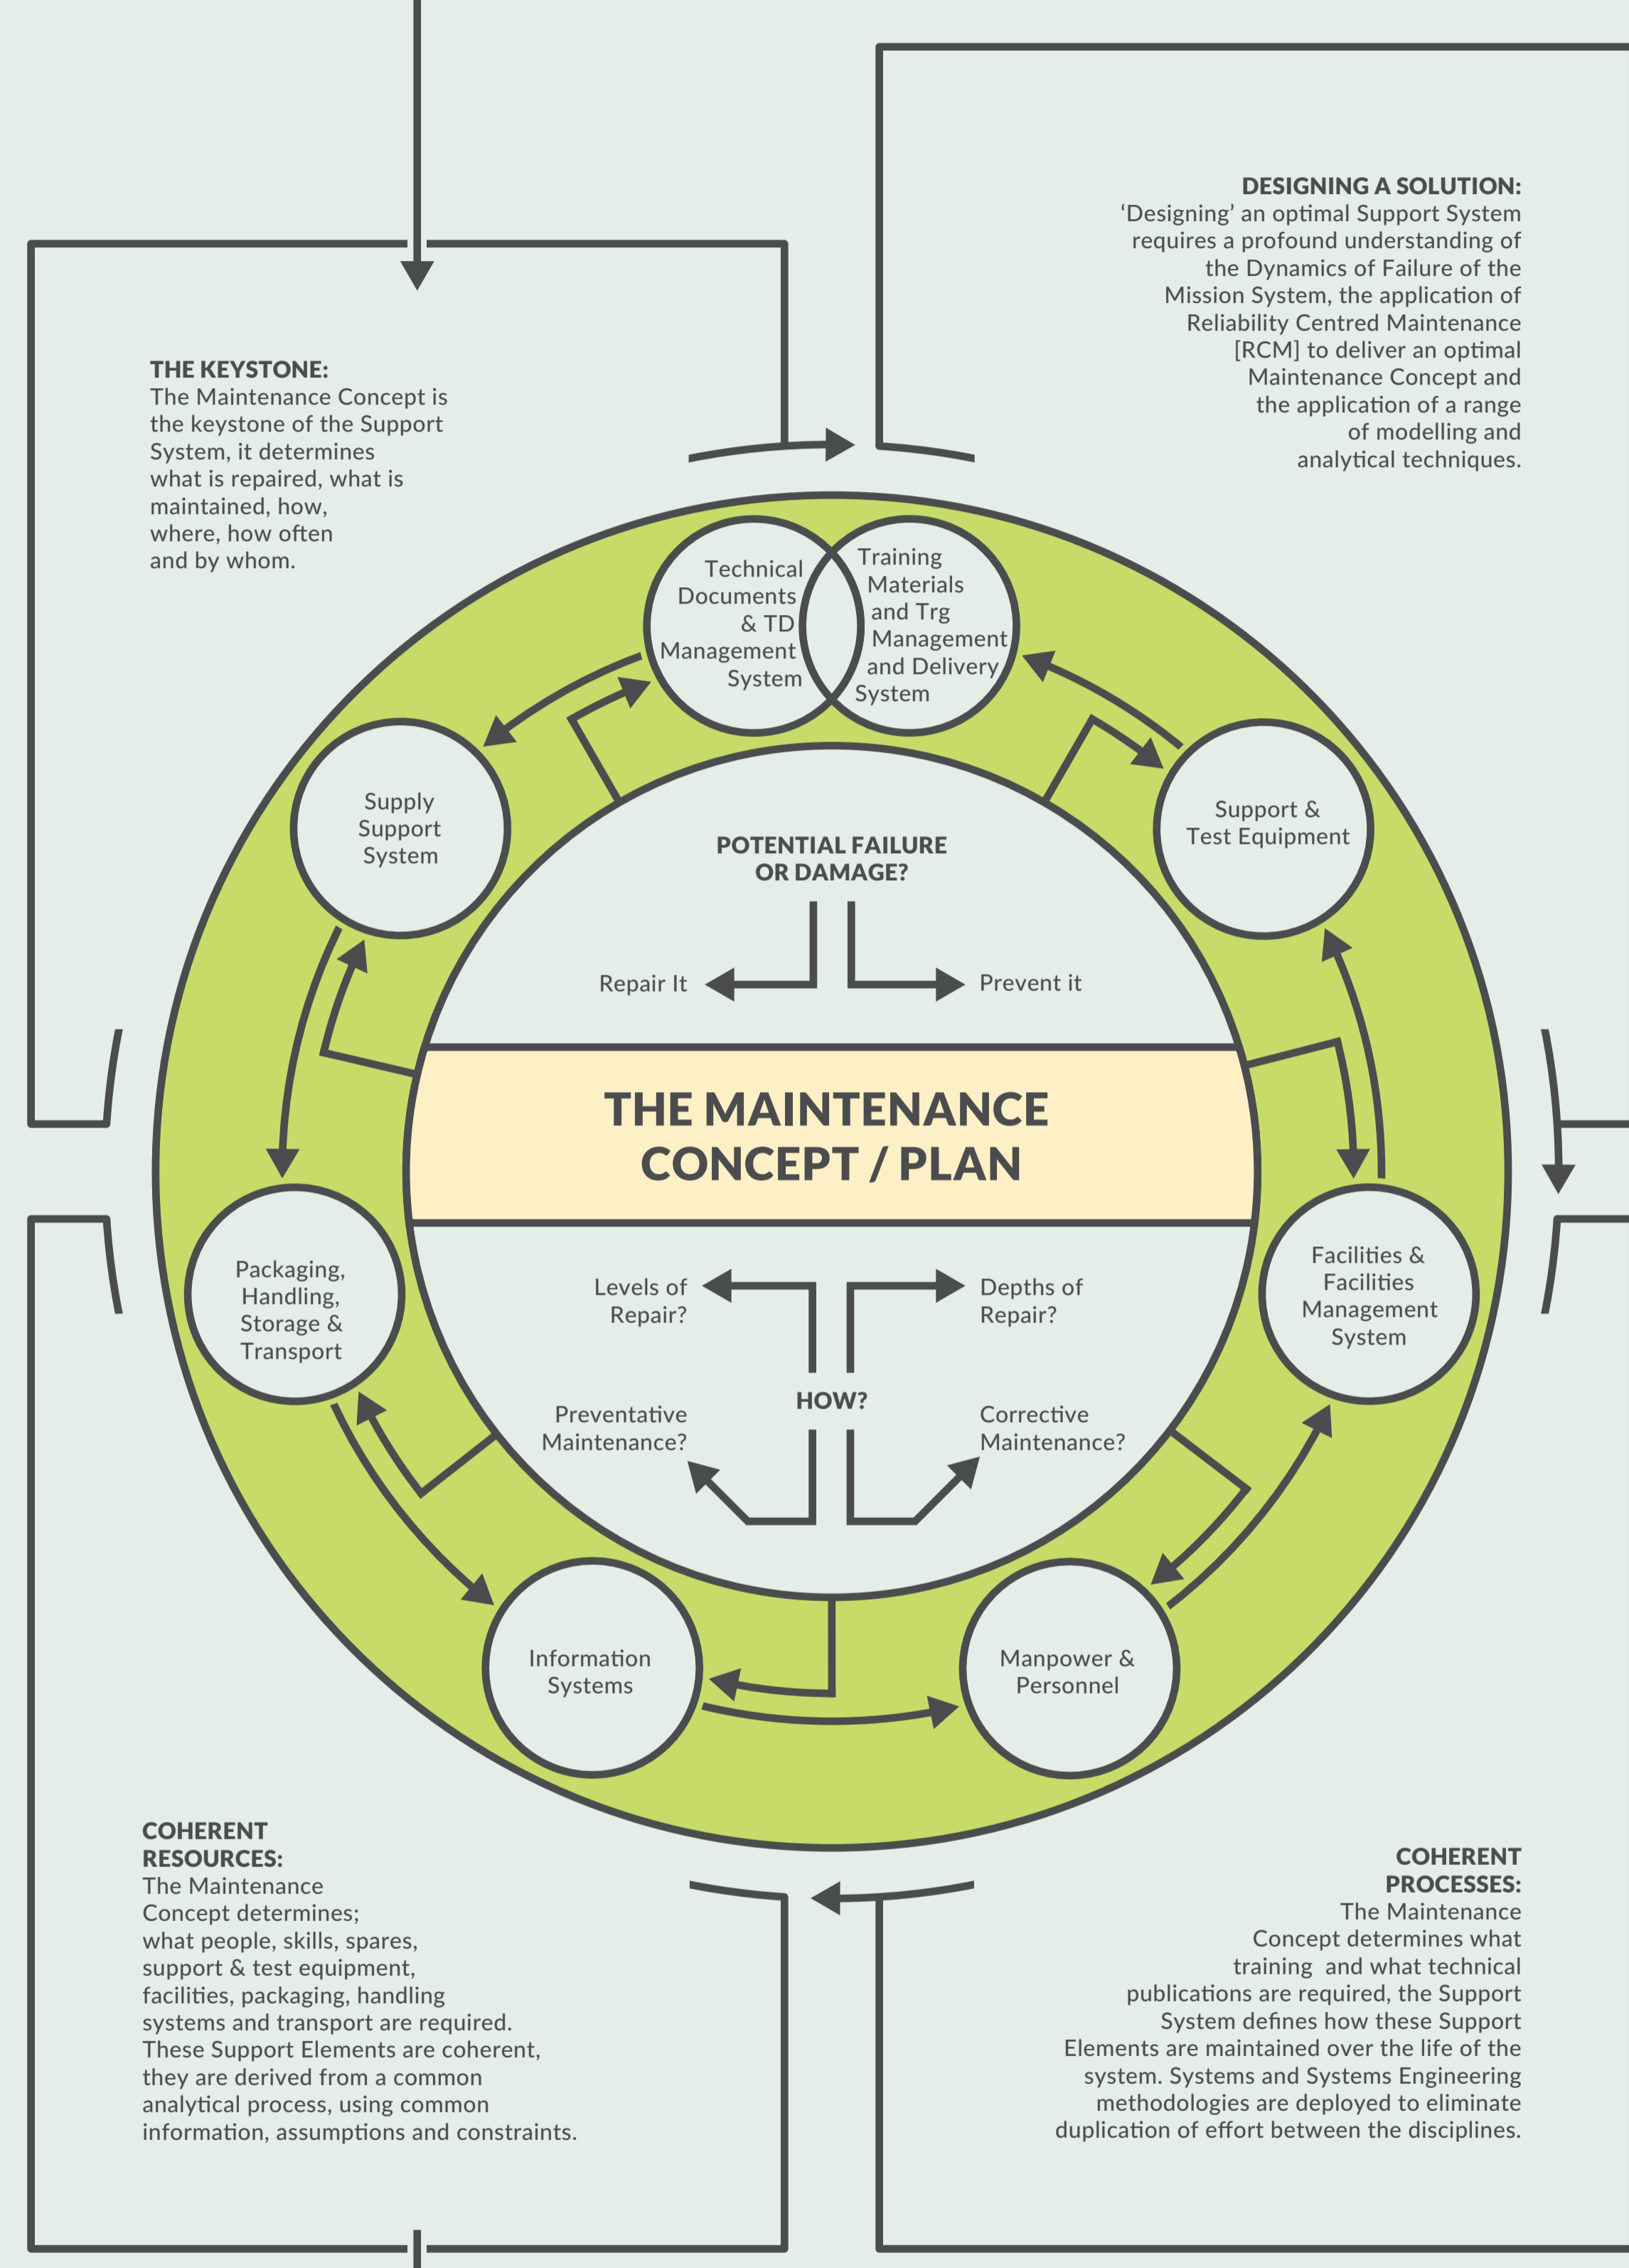 DESIGNING A SOLUTION:
‘Designing’ an optimal Support System
requires a profound understanding of
the Dynamics of Failure of the
Mission System, the application of
Reliability Centred Maintenance
[RCM] to deliver an optimal
Maintenance Concept and
the application of a range
of modelling and
analytical techniques.
THE KEYSTONE:
The Maintenance Concept is
the keystone of the Support
System, it determines
what is repaired, what is
maintained, how,
where, how often
and by whom.
Technical
Documents
& TD
Management
System
Training
Materials
and Trg
Management
and Delivery
System
Supply
Support
System
Support &
Test Equipment
POTENTIAL FAILURE
OR DAMAGE?
Repair It
Prevent it
THE MAINTENANCE
CONCEPT / PLAN
Packaging,
Handling,
Storage &
Transport
Facilities &
Facilities
Management
System
Levels of
Repair?
Depths of
Repair?
HOW?
Preventative
Maintenance?
Corrective
Maintenance?
Information
Systems
Manpower &
Personnel
COHERENT
RESOURCES:
The Maintenance
Concept determines;
what people, skills, spares,
support & test equipment,
facilities, packaging, handling
systems and transport are required.
These Support Elements are coherent,
they are derived from a common
analytical process, using common
information, assumptions and constraints.
COHERENT
PROCESSES:
The Maintenance
Concept determines what
training  and what technical
publications are required, the Support
System defines how these Support
Elements are maintained over the life of the
system. Systems and Systems Engineering
methodologies are deployed to eliminate
duplication of effort between the disciplines.